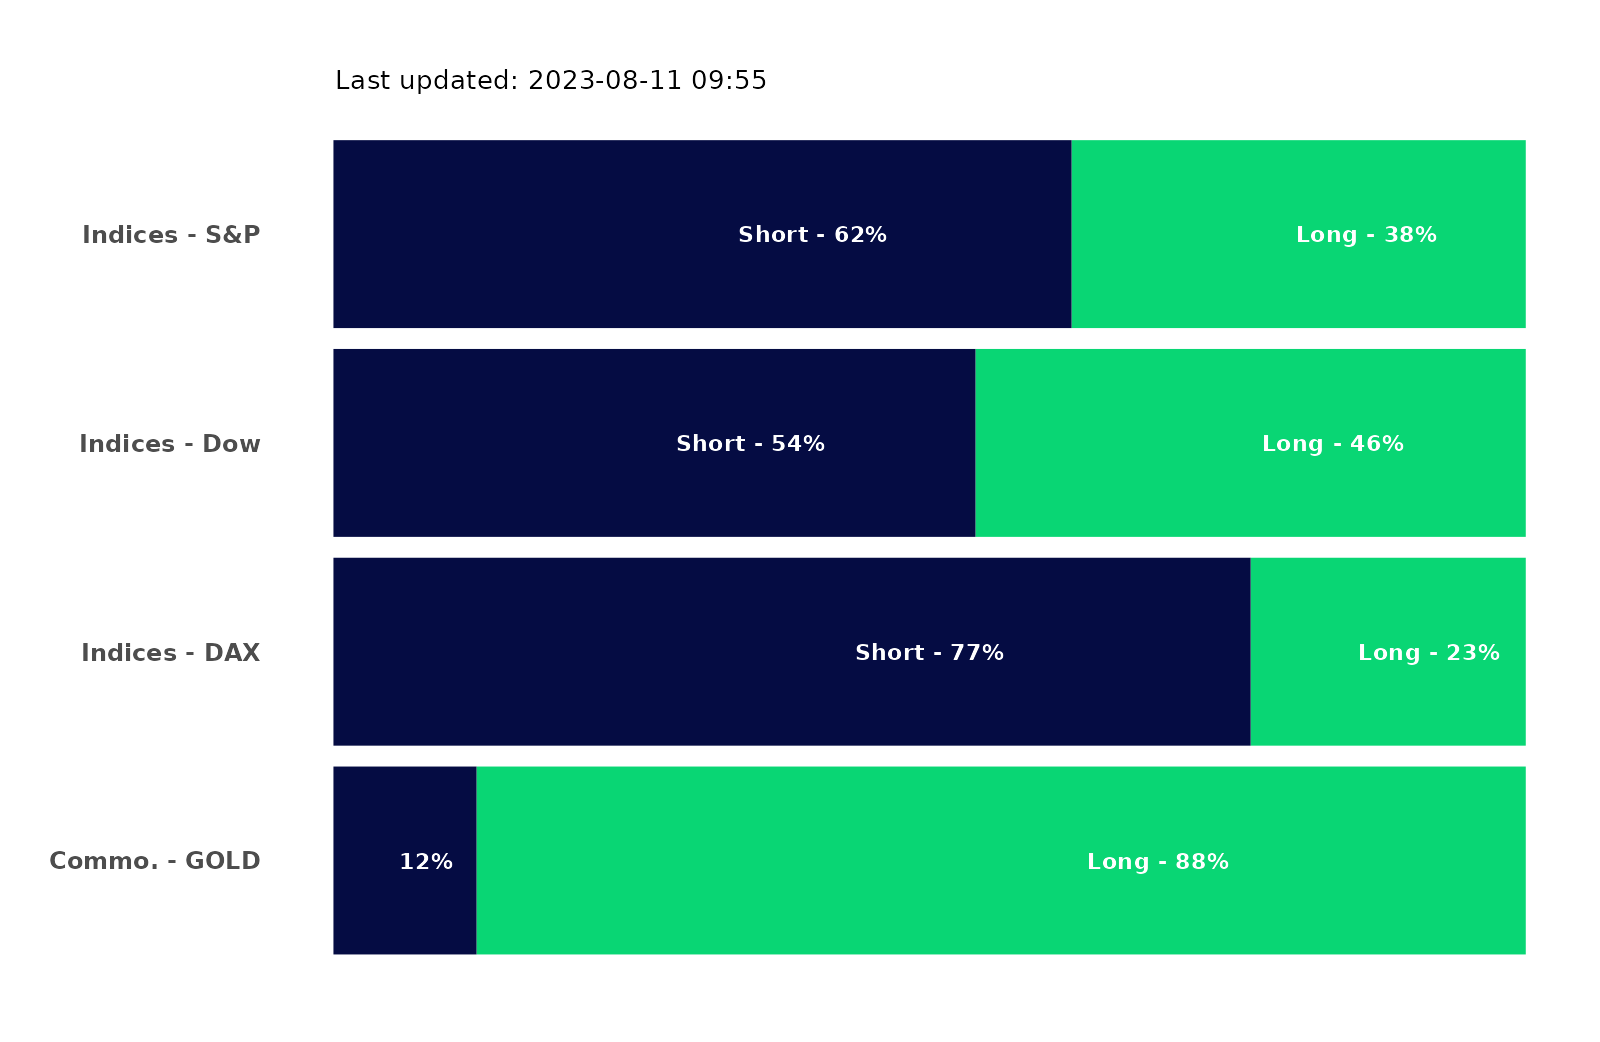 Last updated: 2023-08-11 09:55
Indices - S&P Short - 62% Long - 38%
Indices - Dow Short - 54% Long - 46%
Indices - DAX Short - 77% Long - 23%
Commo. - GOLD 12% Long - 88%